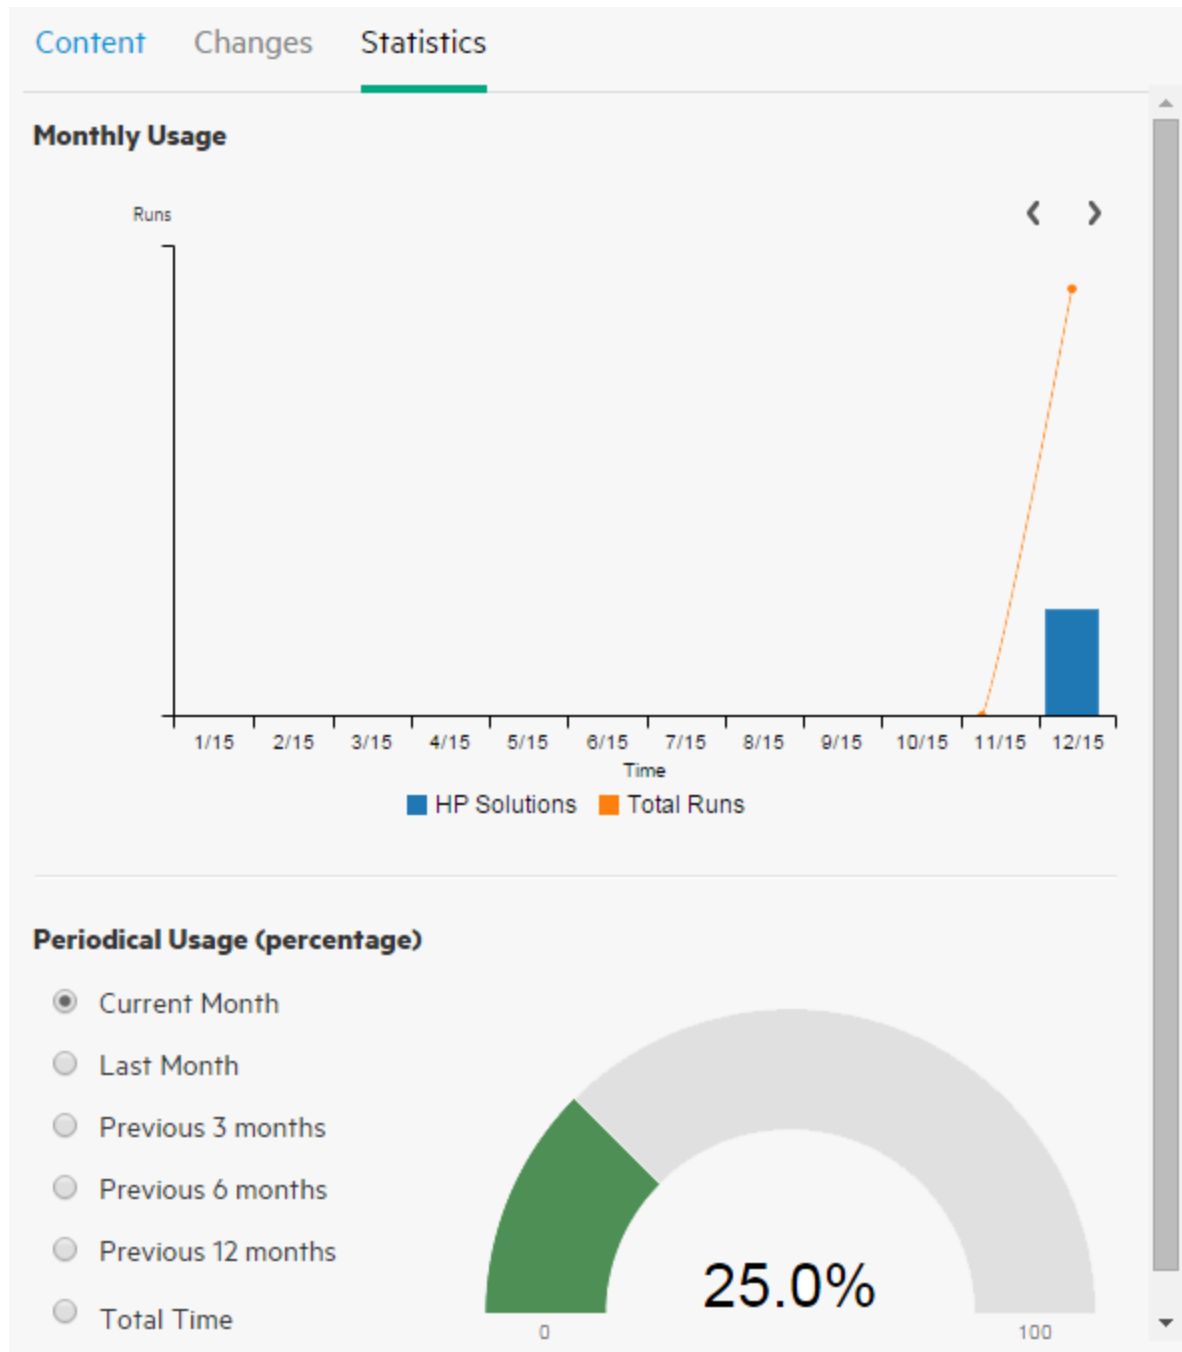 Content Changes Statistics
Monthly Usage
Runs
1/15 2/15 3/15 4/15 5/15 6/15 7/15 8/15 9/15 10/15 11/15 12/15
Time
HP Solutions Total Runs
Periodical Usage (percentage)
Current Month
Last Month
Previous 3 months
Previous 6 months
Previous 12 months
Total Time
25.0%
0 100